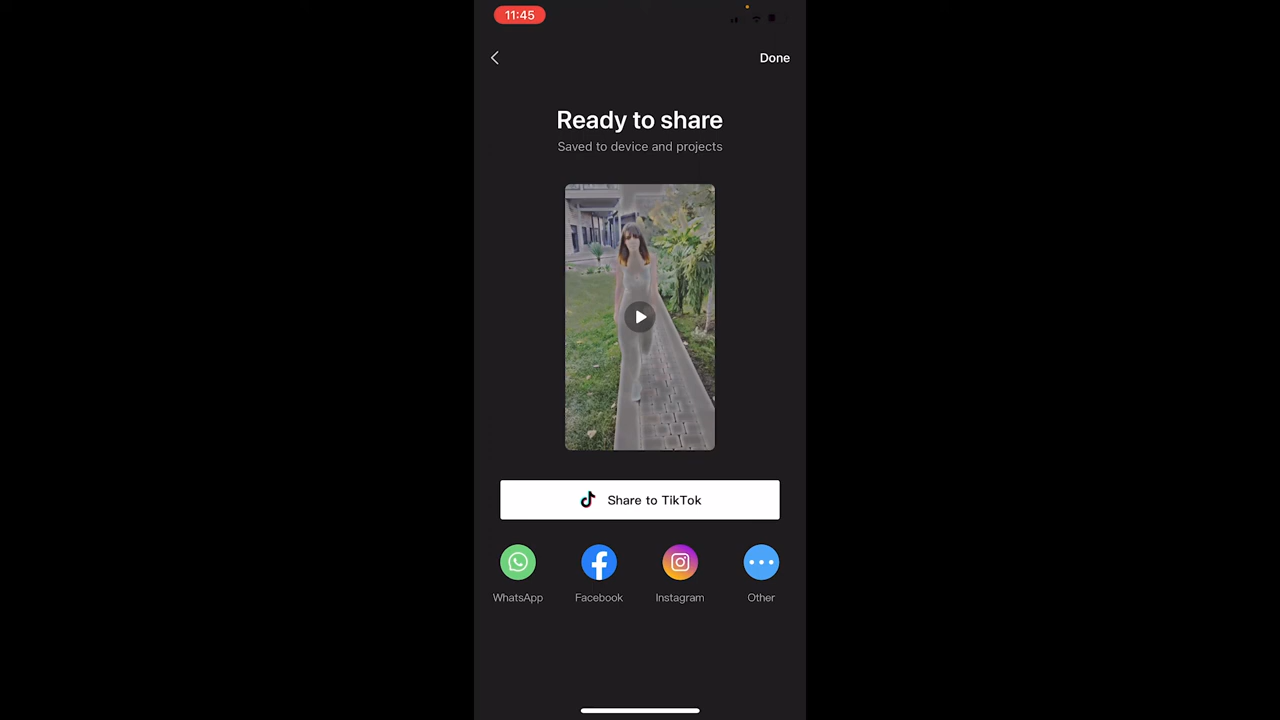 11:45
Done
Ready to share
Saved to device and projects
Share to TikTok
WhatsApp
Facebook
Instagram
Other